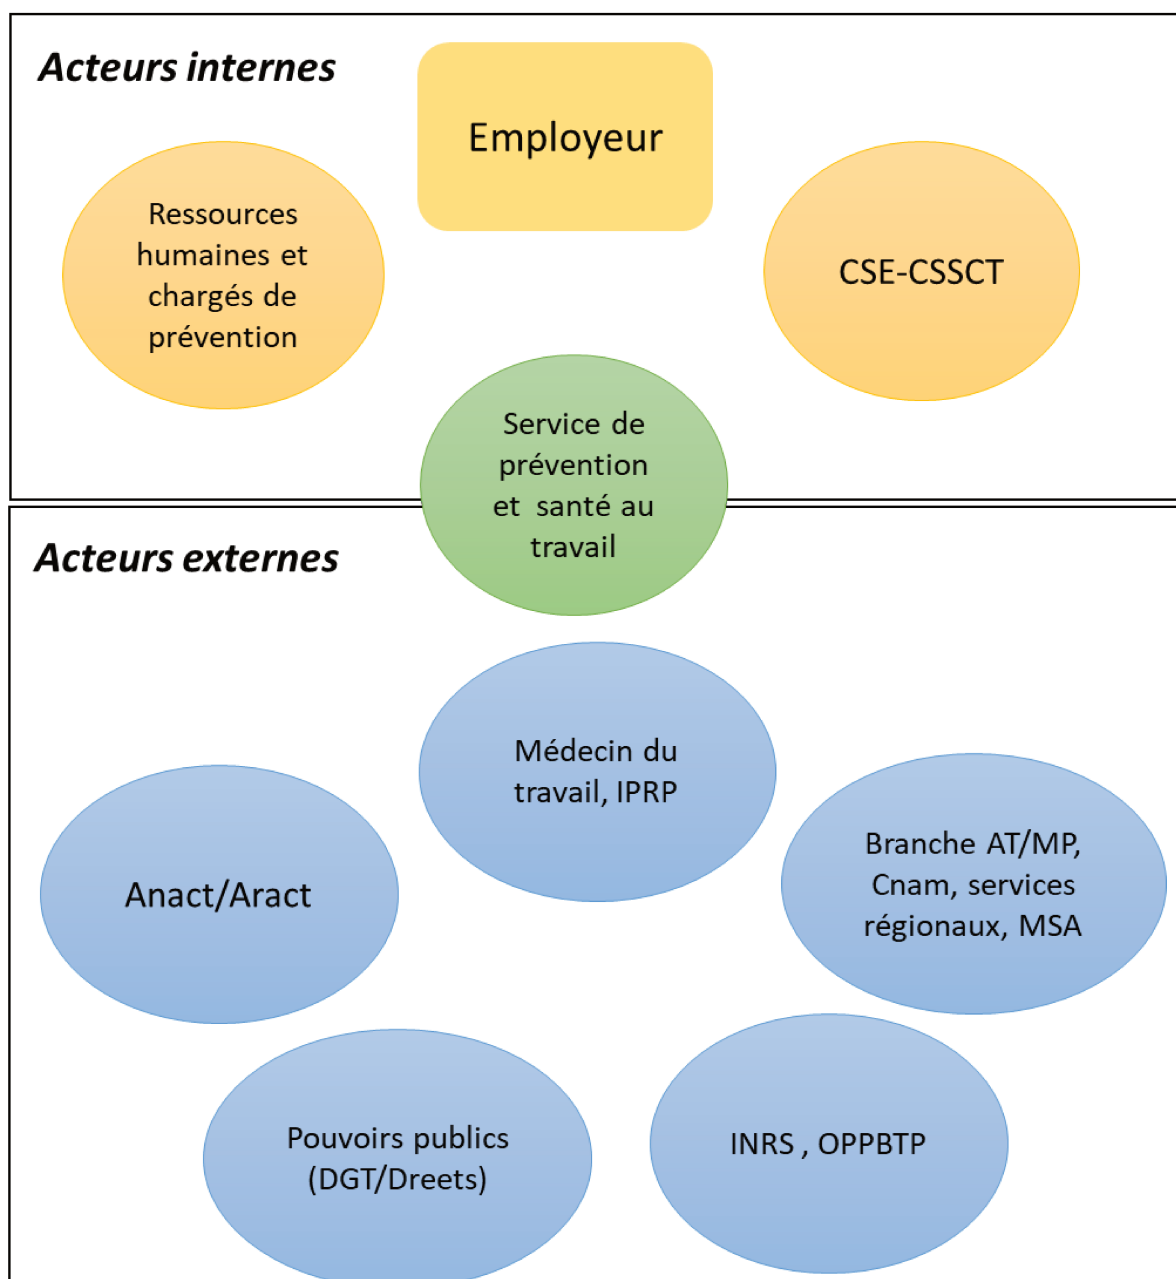 Acteurs internes
Employeur
Ressources
humaines et
chargés de
prévention
CSE-CSSCT
Service de
prévention
et santé au
travail
Acteurs externes
Médecin du
travail, IPRP
Anact/Aract
Branche AT/MP,
Cnam, services
régionaux, MSA
Pouvoirs publics
(DGT/Dreets)
INRS , OPPBTP